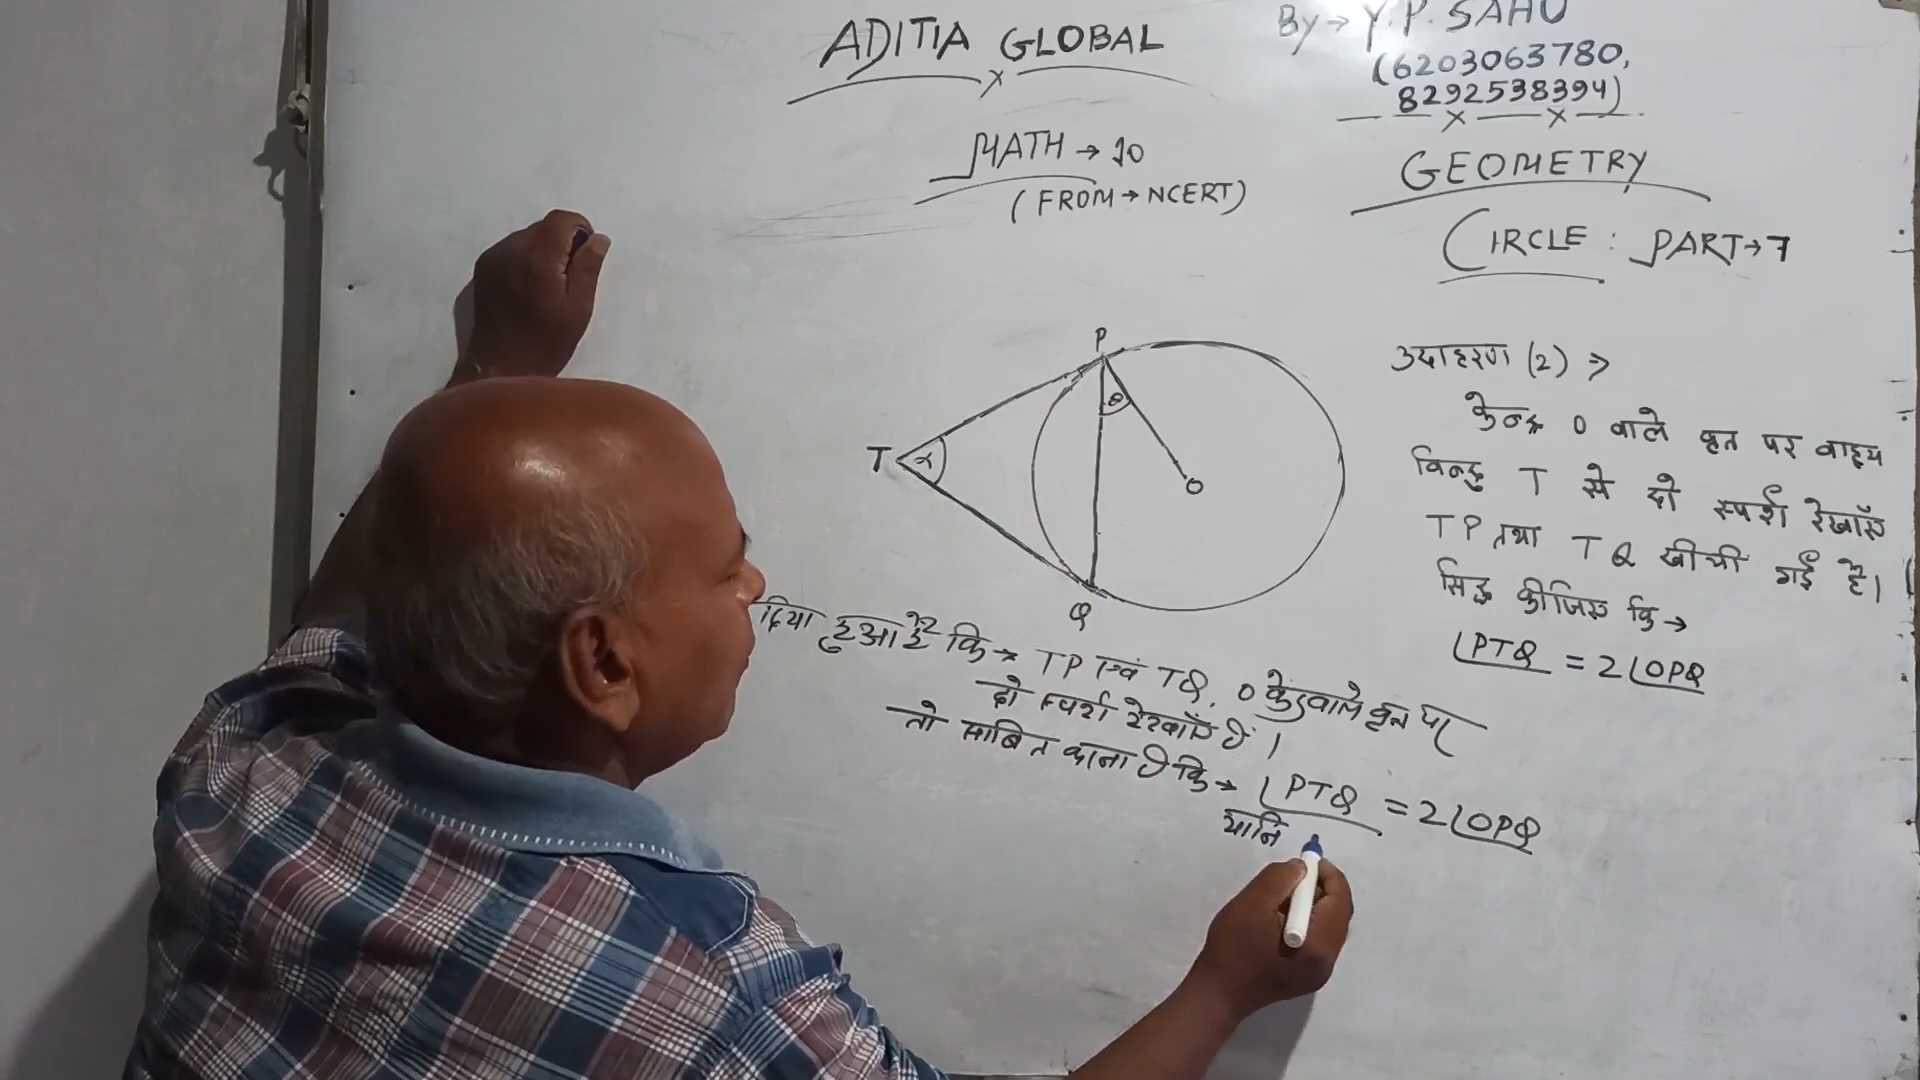 ADITIA GLOBAL
By → Y.P. SAHU
(6203063780,
8292538394)
MATH → 10
(FROM → NCERT)
GEOMETRY
CIRCLE : PART → 7
P
θ
T
α
O
Q
उदाहरण (2) ⇒
केन्द्र O वाले वृत पर वाह्य
विन्दु T से दो स्पर्श रेखाएँ
TP तथा TQ खीची गई है।
सिद्ध कीजिए कि →
∠PTQ = 2∠OPQ
दिया हुआ है कि → TP एवं TQ, O केन्द्र वाले वृत पर
दो स्पर्श रेखाएँ हैं।
तो साबित करना है कि → ∠PTQ = 2∠OPQ
यानि